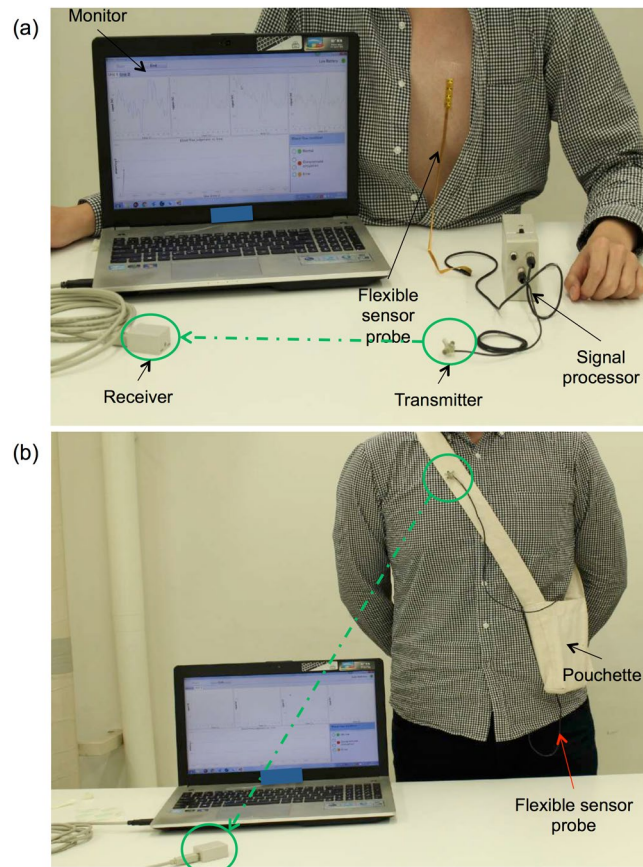 (a)
Monitor
Flexible
sensor
probe
Signal
processor
Receiver
Transmitter
(b)
Pouchette
Flexible sensor
probe